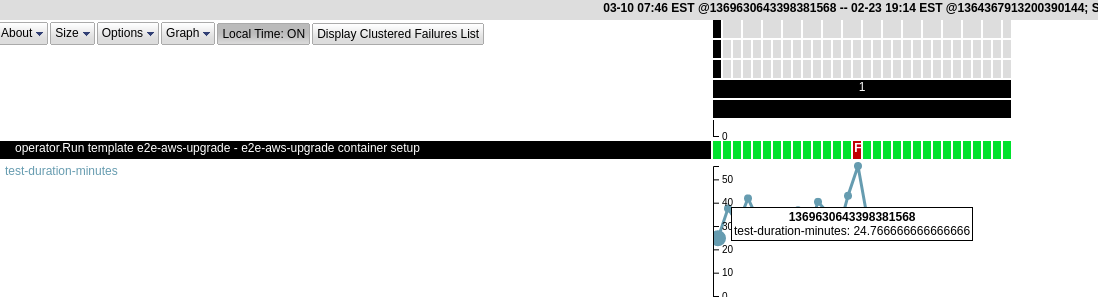 03-10 07:46 EST @1369630643398381568 -- 02-23 19:14 EST @1364367913200390144; S
About Size Options Graph Local Time: ON Display Clustered Failures List
1
0
operator.Run template e2e-aws-upgrade - e2e-aws-upgrade container setup F
test-duration-minutes
50
40
1369630643398381568
30
test-duration-minutes: 24.766666666666666
20
10
0